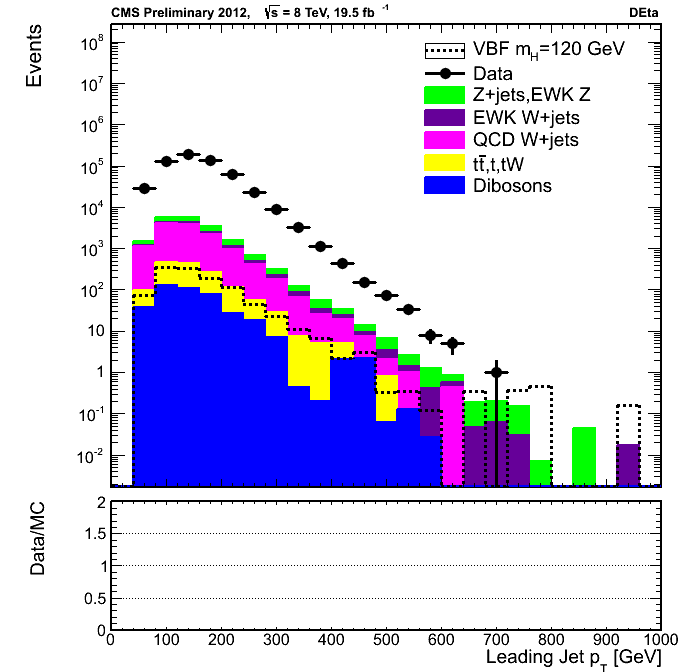 CMS Preliminary 2012, √s = 8 TeV, 19.5 fb⁻¹ DEta
Events
10⁸
10⁷
10⁶
10⁵
10⁴
10³
10²
10
1
10⁻¹
10⁻²
VBF m_H=120 GeV
Data
Z+jets,EWK Z
EWK W+jets
QCD W+jets
tt̅,t,tW
Dibosons
Data/MC
2
1.5
1
0.5
0
0 100 200 300 400 500 600 700 800 900 1000
Leading Jet p_T [GeV]